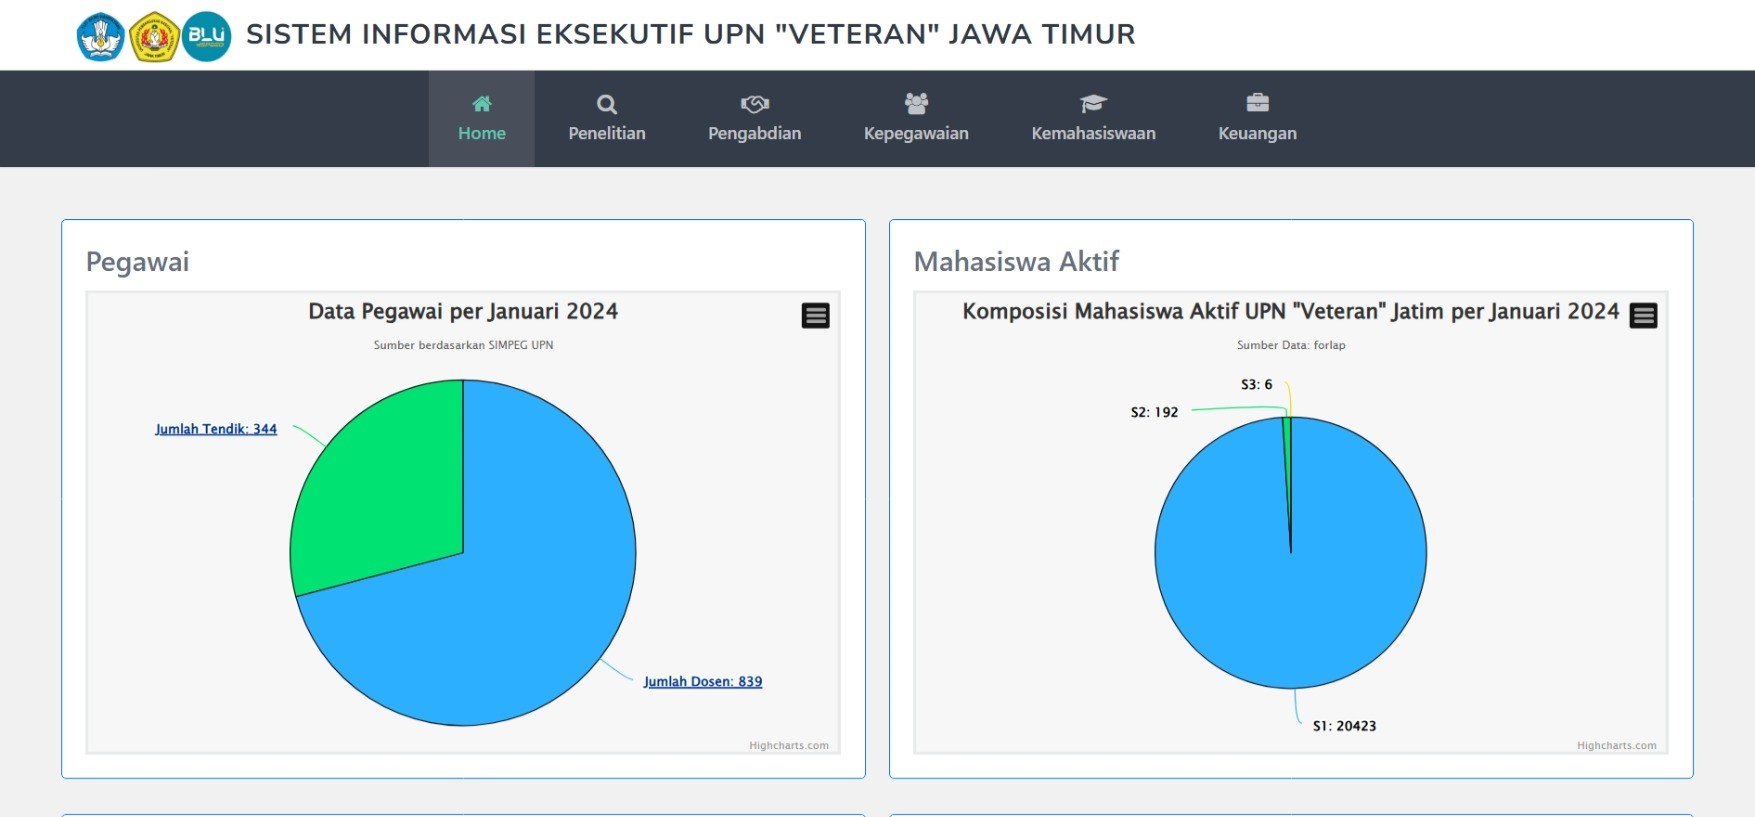 BLU
SPEED
SISTEM INFORMASI EKSEKUTIF UPN "VETERAN" JAWA TIMUR
Home
Penelitian
Pengabdian
Kepegawaian
Kemahasiswaan
Keuangan
Pegawai
Data Pegawai per Januari 2024
Sumber berdasarkan SIMPEG UPN
Jumlah Tendik: 344
Jumlah Dosen: 839
Highcharts.com
Mahasiswa Aktif
Komposisi Mahasiswa Aktif UPN "Veteran" Jatim per Januari 2024
Sumber Data: forlap
S3: 6
S2: 192
S1: 20423
Highcharts.com